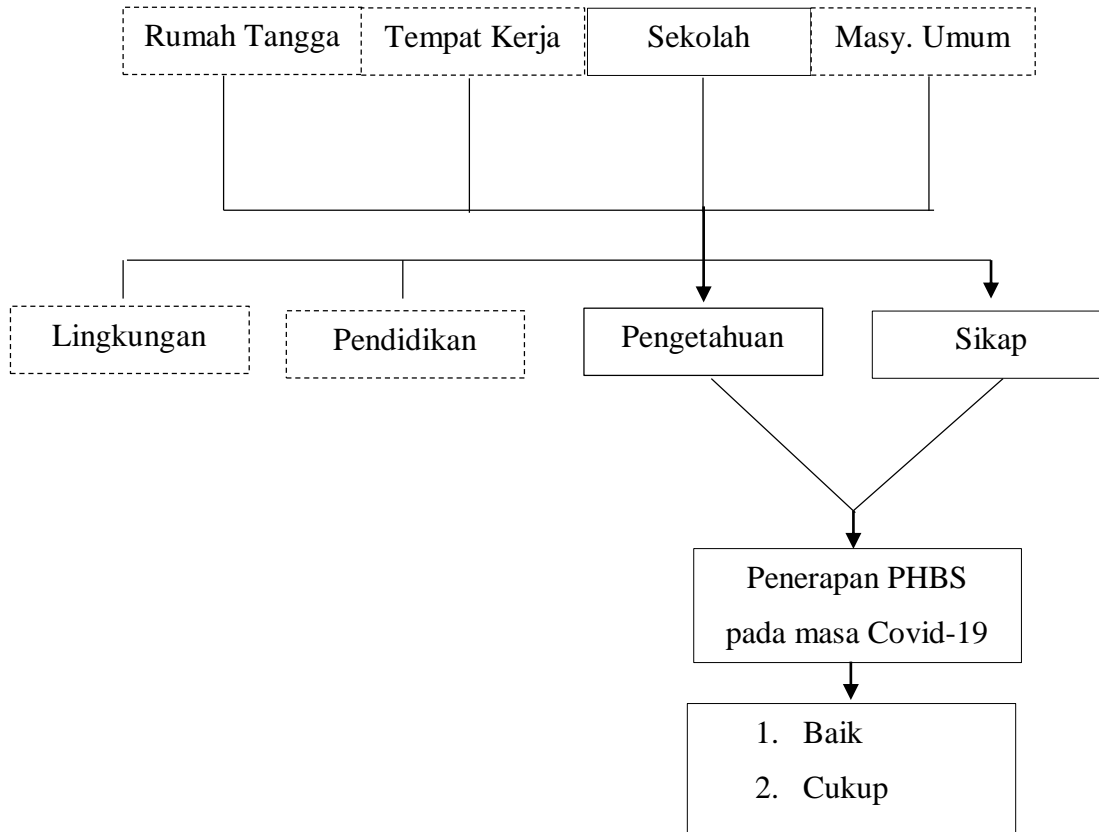 Rumah Tangga
Tempat Kerja
Sekolah
Masy. Umum
Lingkungan
Pendidikan
Pengetahuan
Sikap
Penerapan PHBS
pada masa Covid-19
1. Baik
2. Cukup